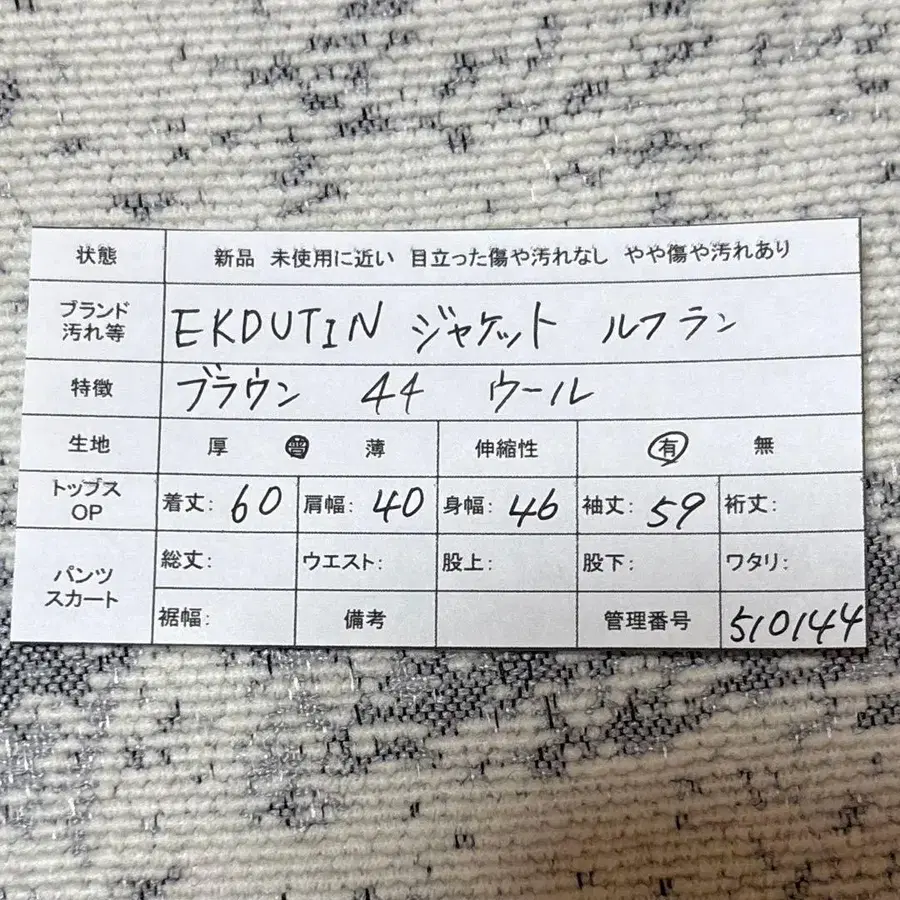 状態 新品 未使用に近い 目立った傷や汚れなし やや傷や汚れあり
ブランド
汚れ等 EKDUTIN ジャケット ルフラン
特徴 ブラウン 44 ウール
生地 厚 普 薄 伸縮性 有 無
トップス
OP 着丈: 60 肩幅: 40 身幅: 46 袖丈: 59 裄丈:
パンツ
スカート 総丈: ウエスト: 股上: 股下: ワタリ:
裾幅: 備考 管理番号 510144